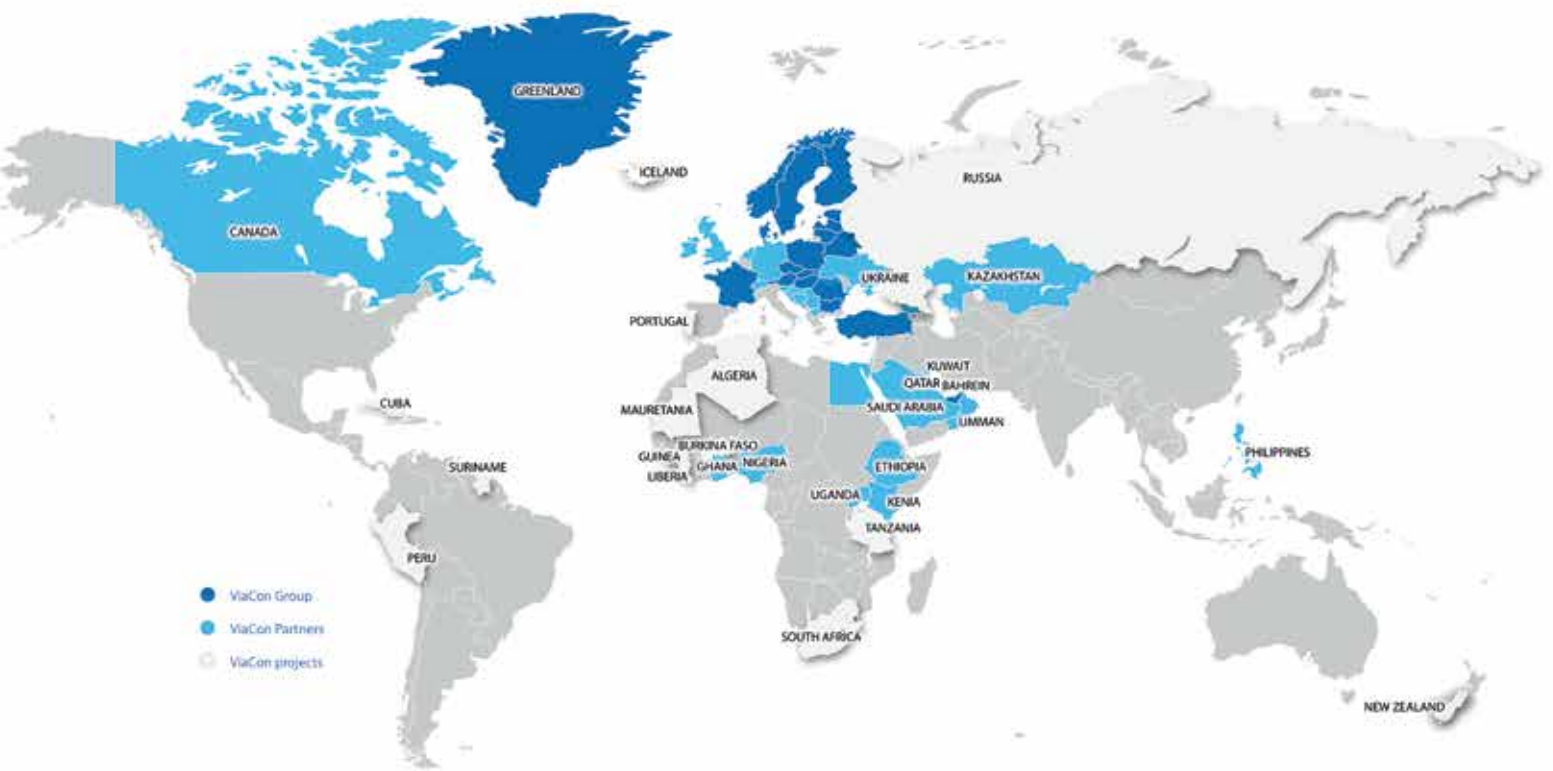 GREENLAND
ICELAND
RUSSIA
CANADA
UKRAINE
KAZAKHSTAN
PORTUGAL
ALGERIA
KUWAIT
QATAR
BAHREIN
CUBA
MAURETANIA
SAUDI ARABIA
UMMAN
BURKINA FASO
GUINEA
GHANA
NIGERIA
LIBERIA
SURINAME
ETHIOPIA
PHILIPPINES
UGANDA
KENIA
TANZANIA
PERU
ViaCon Group
ViaCon Partners
ViaCon projects
SOUTH AFRICA
NEW ZEALAND